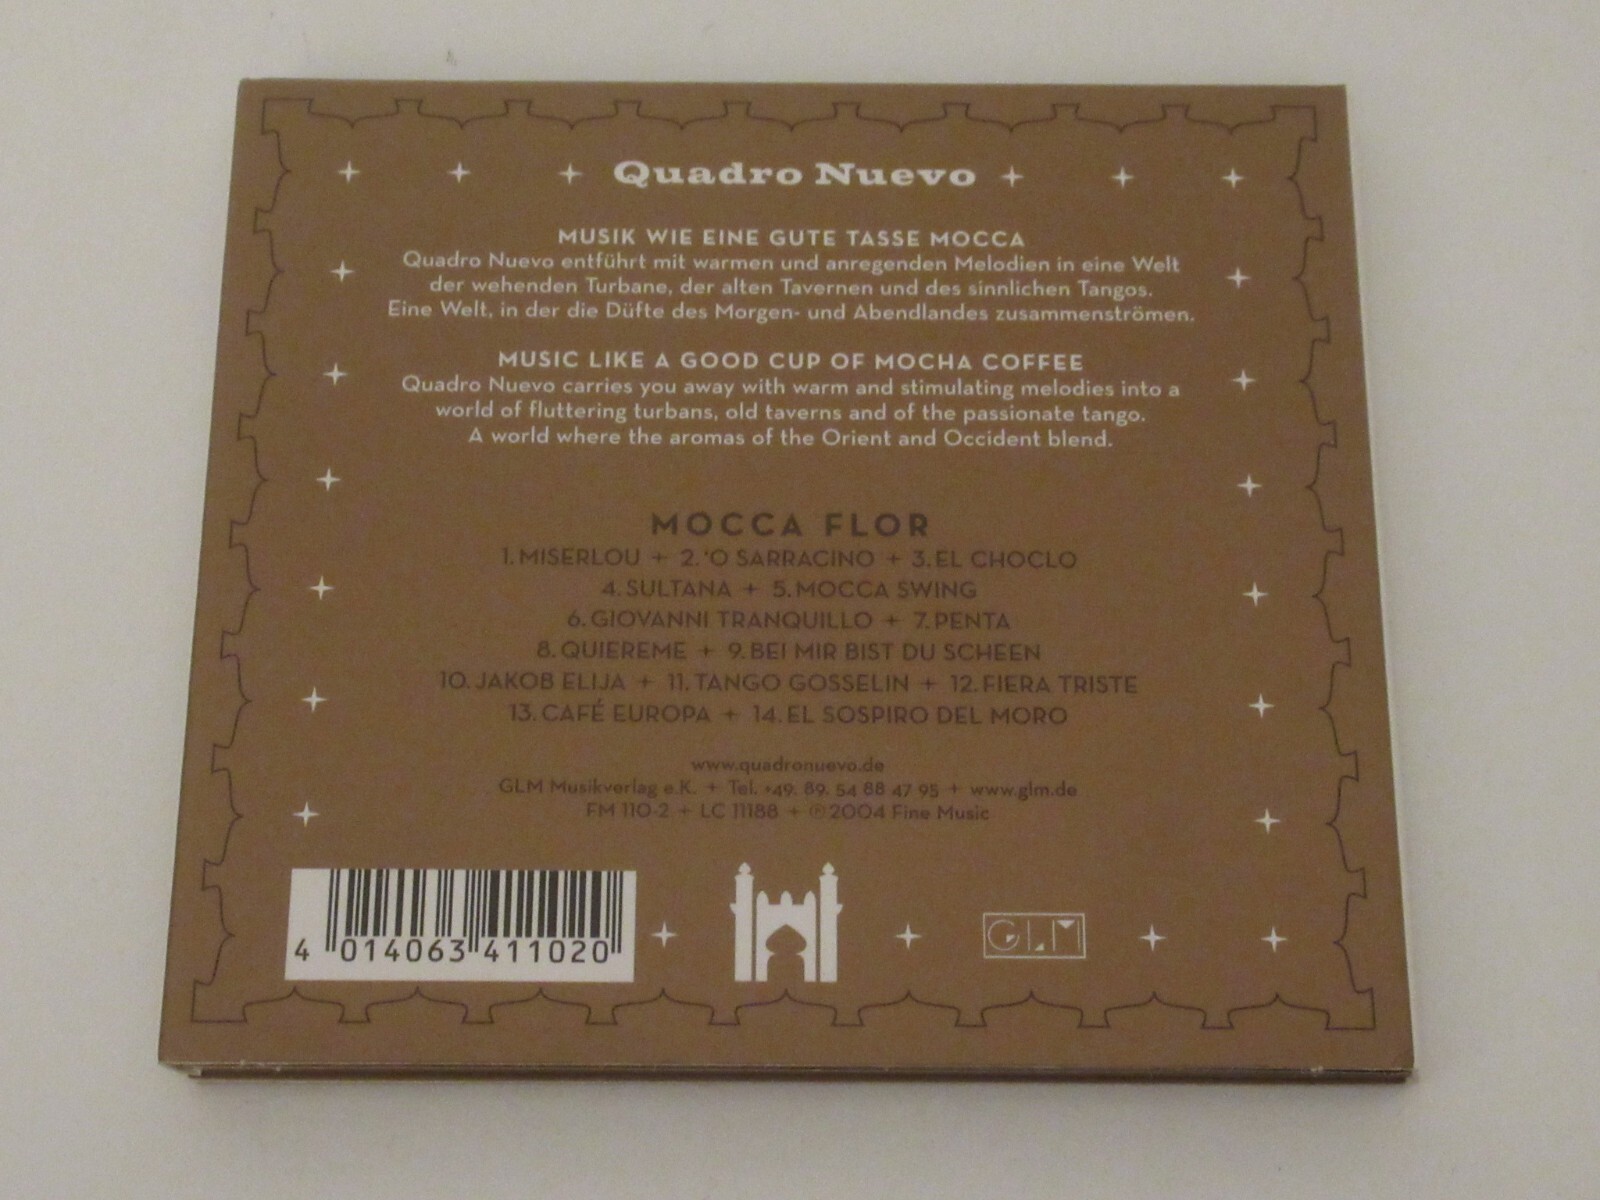 Quadro Nuevo
MUSIK WIE EINE GUTE TASSE MOCCA
Quadro Nuevo entführt mit warmen und anregenden Melodien in eine Welt
der wehenden Turbane, der alten Tavernen und des sinnlichen Tangos.
Eine Welt, in der die Düfte des Morgen- und Abendlandes zusammenströmen.
MUSIC LIKE A GOOD CUP OF MOCHA COFFEE
Quadro Nuevo carries you away with warm and stimulating melodies into a
world of fluttering turbans, old taverns and of the passionate tango.
A world where the aromas of the Orient and Occident blend.
MOCCA FLOR
1. MISERLOU + 2. 'O SARRACINO + 3. EL CHOCLO
4. SULTANA + 5. MOCCA SWING
6. GIOVANNI TRANQUILLO + 7. PENTA
8. QUIEREME + 9. BEI MIR BIST DU SCHEEN
10. JAKOB ELIJA + 11. TANGO GOSSELIN + 12. FIERA TRISTE
13. CAFÉ EUROPA + 14. EL SOSPIRO DEL MORO
www.quadronuevo.de
GLM Musikverlag e.K. + Tel. +49. 89. 54 88 47 95 + www.glm.de
FM 110-2 + LC 11188 + ℗ 2004 Fine Music
4 014063 411020
GLM